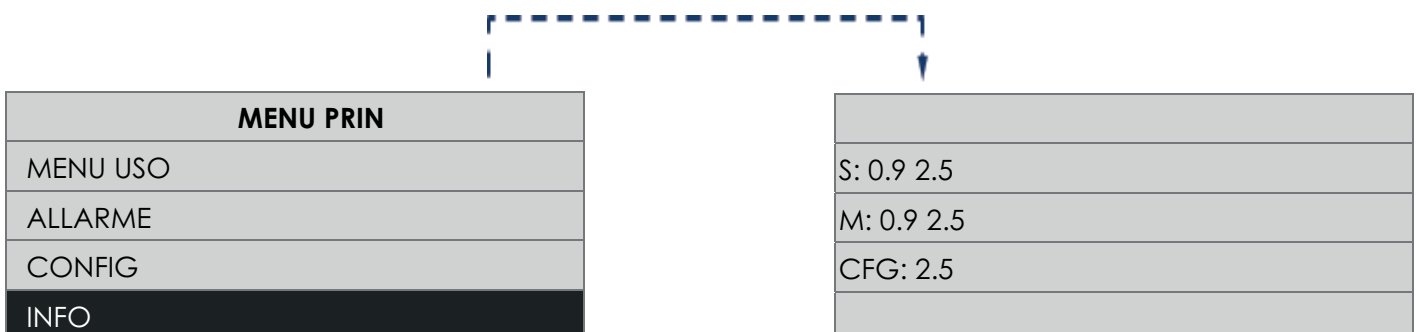 MENU PRIN
MENU USO
ALLARME
CONFIG
INFO
S: 0.9 2.5
M: 0.9 2.5
CFG: 2.5